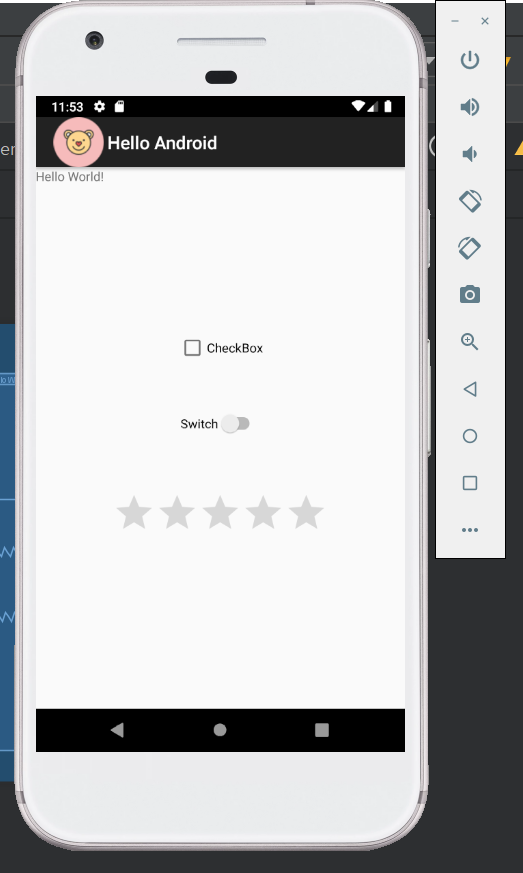 11:53
Hello Android
Hello World!
CheckBox
Switch